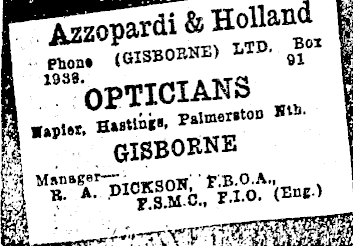 Azzopardi & Holland
Phone (GISBORNE) LTD. Box
1938. 91
OPTICIANS
Napier, Hastings, Palmerston Nth.
GISBORNE
Manager—
R. A. DICKSON, F.B.O.A.,
F.S.M.C., F.I.O. (Eng.)